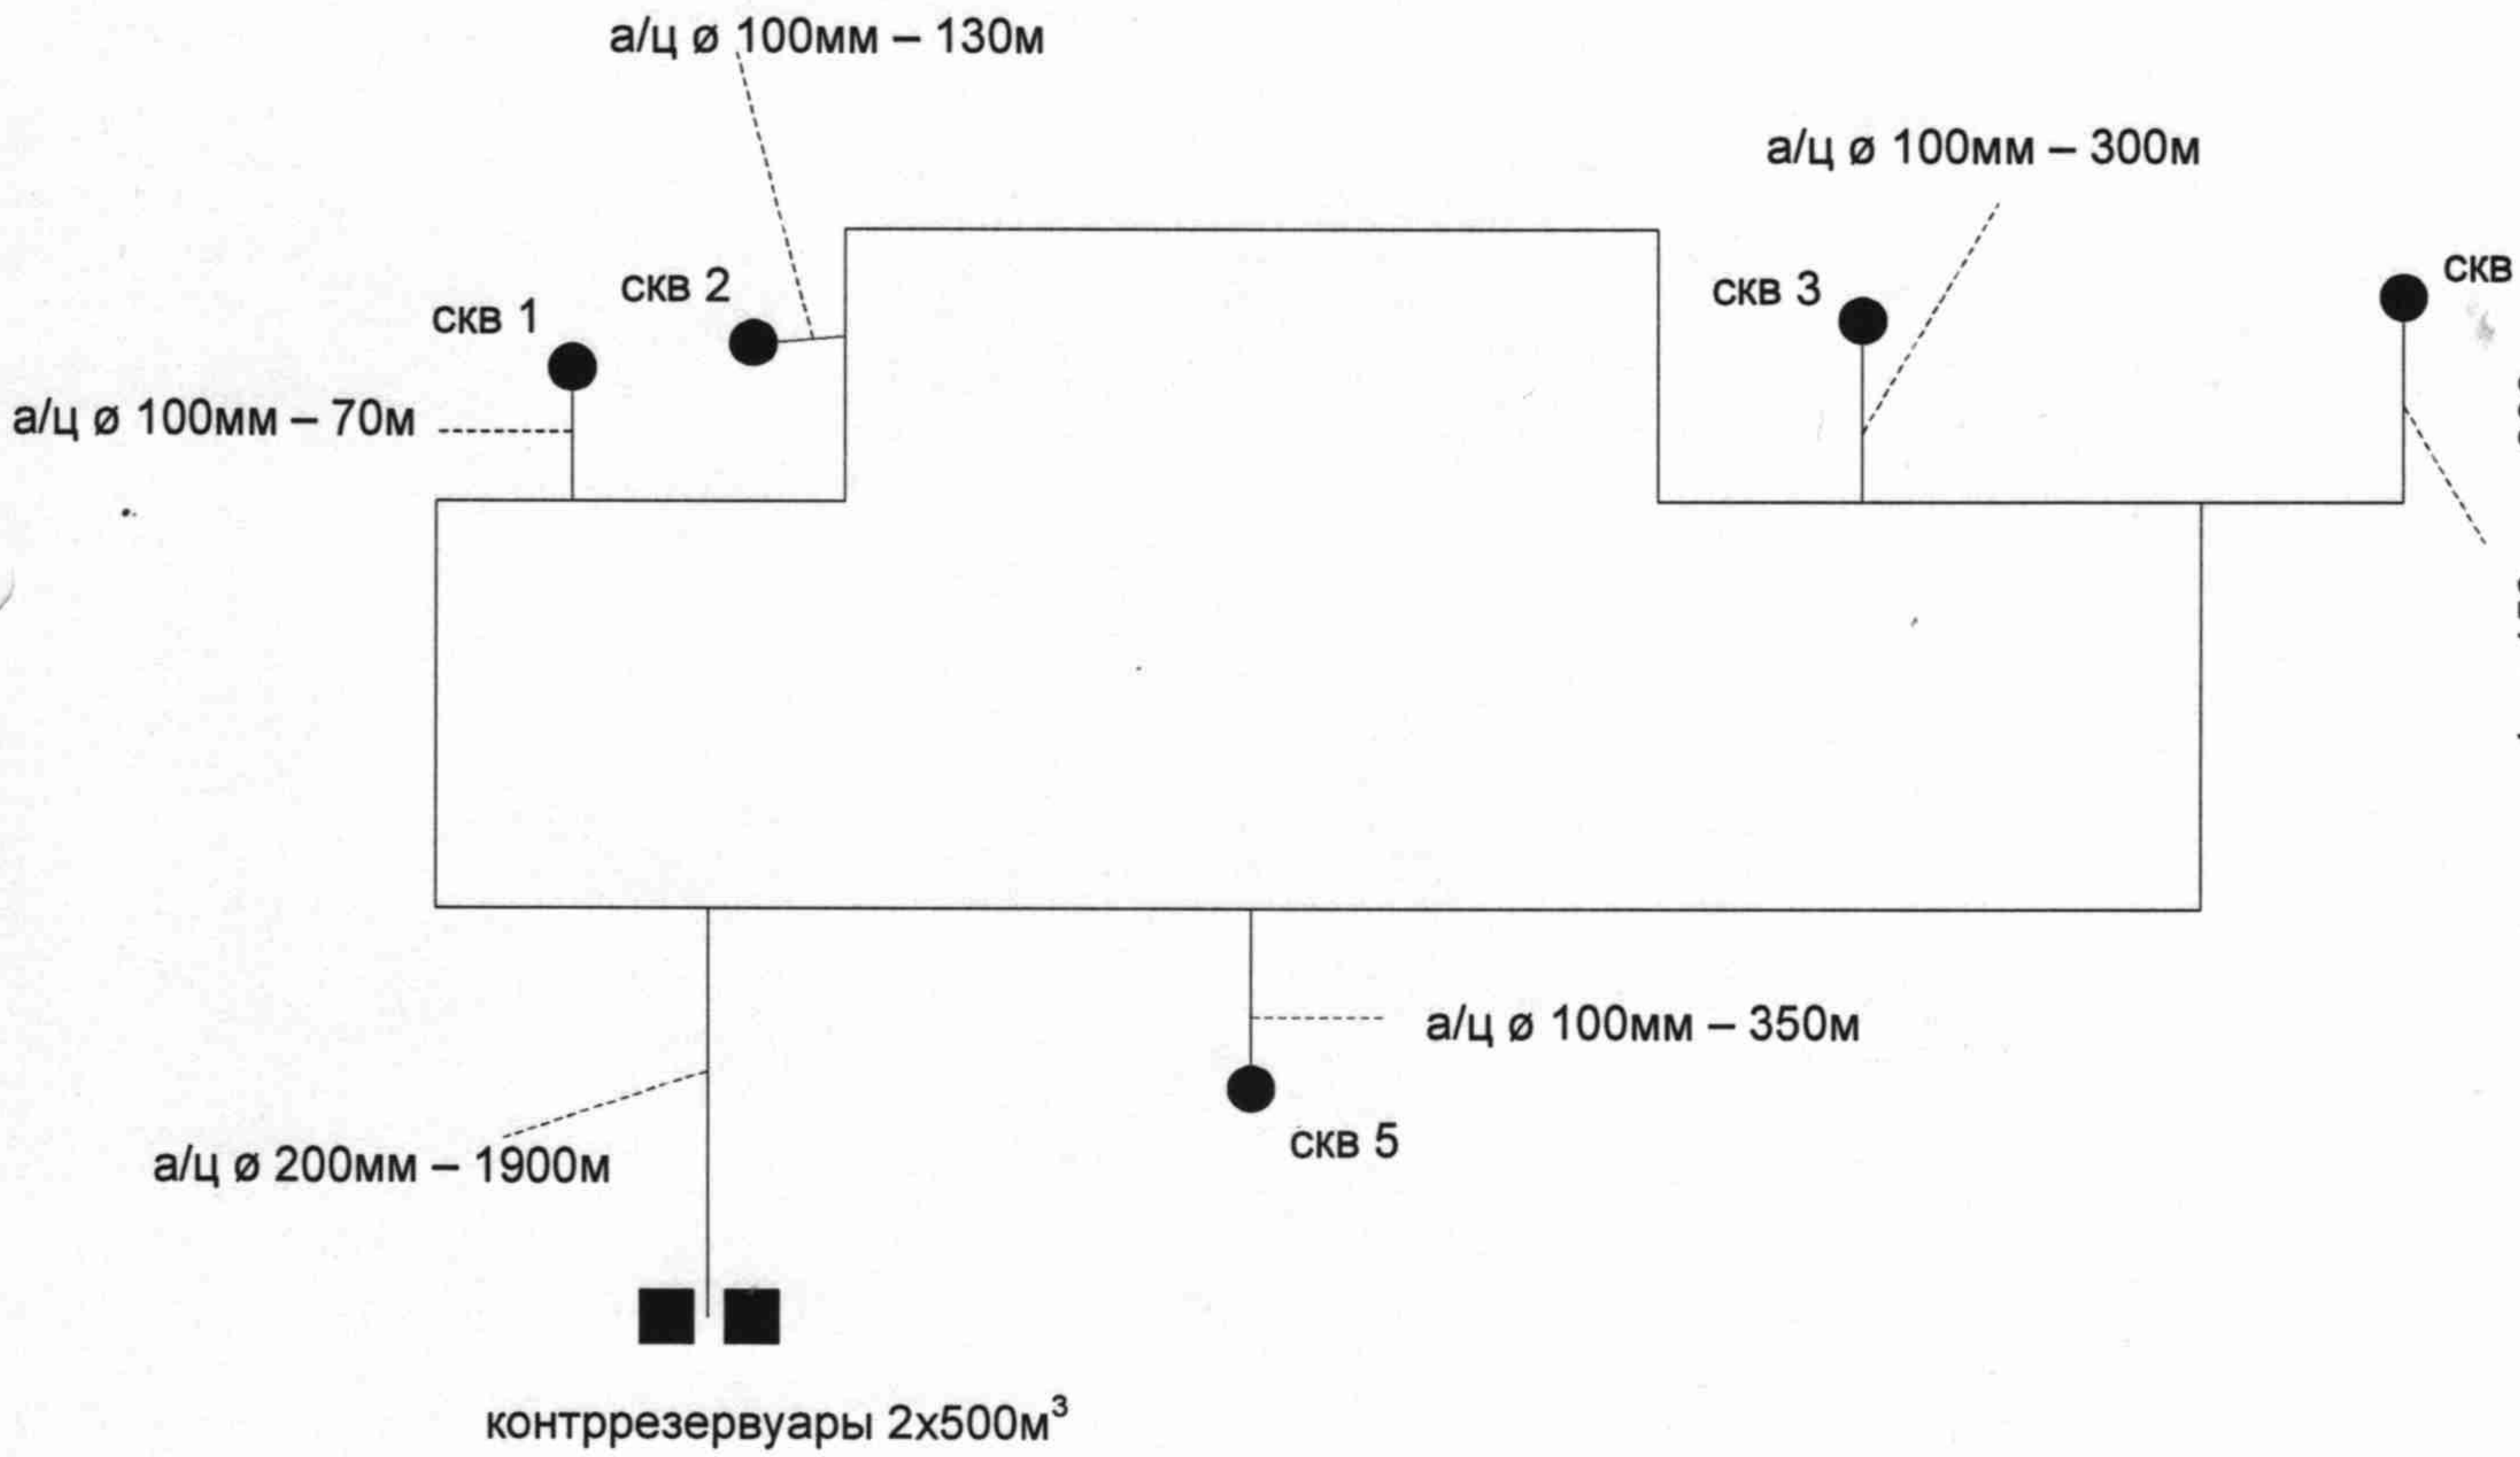 а/ц ø 100мм – 130м
а/ц ø 100мм – 300м
скв
скв 2
скв 3
скв 1
а/ц ø 100мм – 70м
а/ц ø 100мм – 350м
скв 5
а/ц ø 200мм – 1900м
контррезервуары 2х500м³